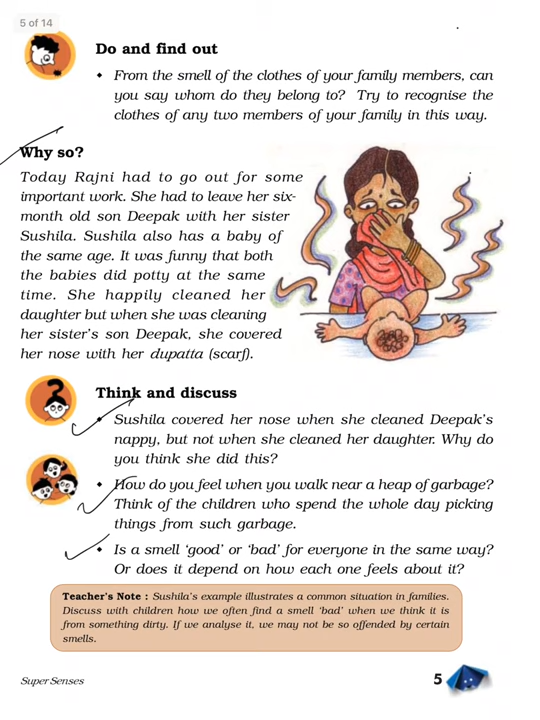 5 of 14
Do and find out
• From the smell of the clothes of your family members, can
you say whom do they belong to? Try to recognise the
clothes of any two members of your family in this way.
Why so?
Today Rajni had to go out for some
important work. She had to leave her six-
month old son Deepak with her sister
Sushila. Sushila also has a baby of
the same age. It was funny that both
the babies did potty at the same
time. She happily cleaned her
daughter but when she was cleaning
her sister's son Deepak, she covered
her nose with her dupatta (scarf).
Think and discuss
• Sushila covered her nose when she cleaned Deepak's
nappy, but not when she cleaned her daughter. Why do
you think she did this?
• How do you feel when you walk near a heap of garbage?
Think of the children who spend the whole day picking
things from such garbage.
• Is a smell 'good' or 'bad' for everyone in the same way?
Or does it depend on how each one feels about it?
Teacher's Note : Sushila's example illustrates a common situation in families.
Discuss with children how we often find a smell 'bad' when we think it is
from something dirty. If we analyse it, we may not be so offended by certain
smells.
Super Senses
5